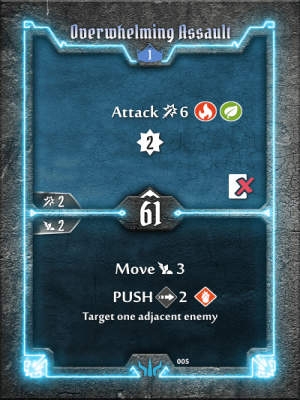 Overwhelming Assault
1
Attack 6
2
2
61
2
Move 3
PUSH 2
Target one adjacent enemy
005